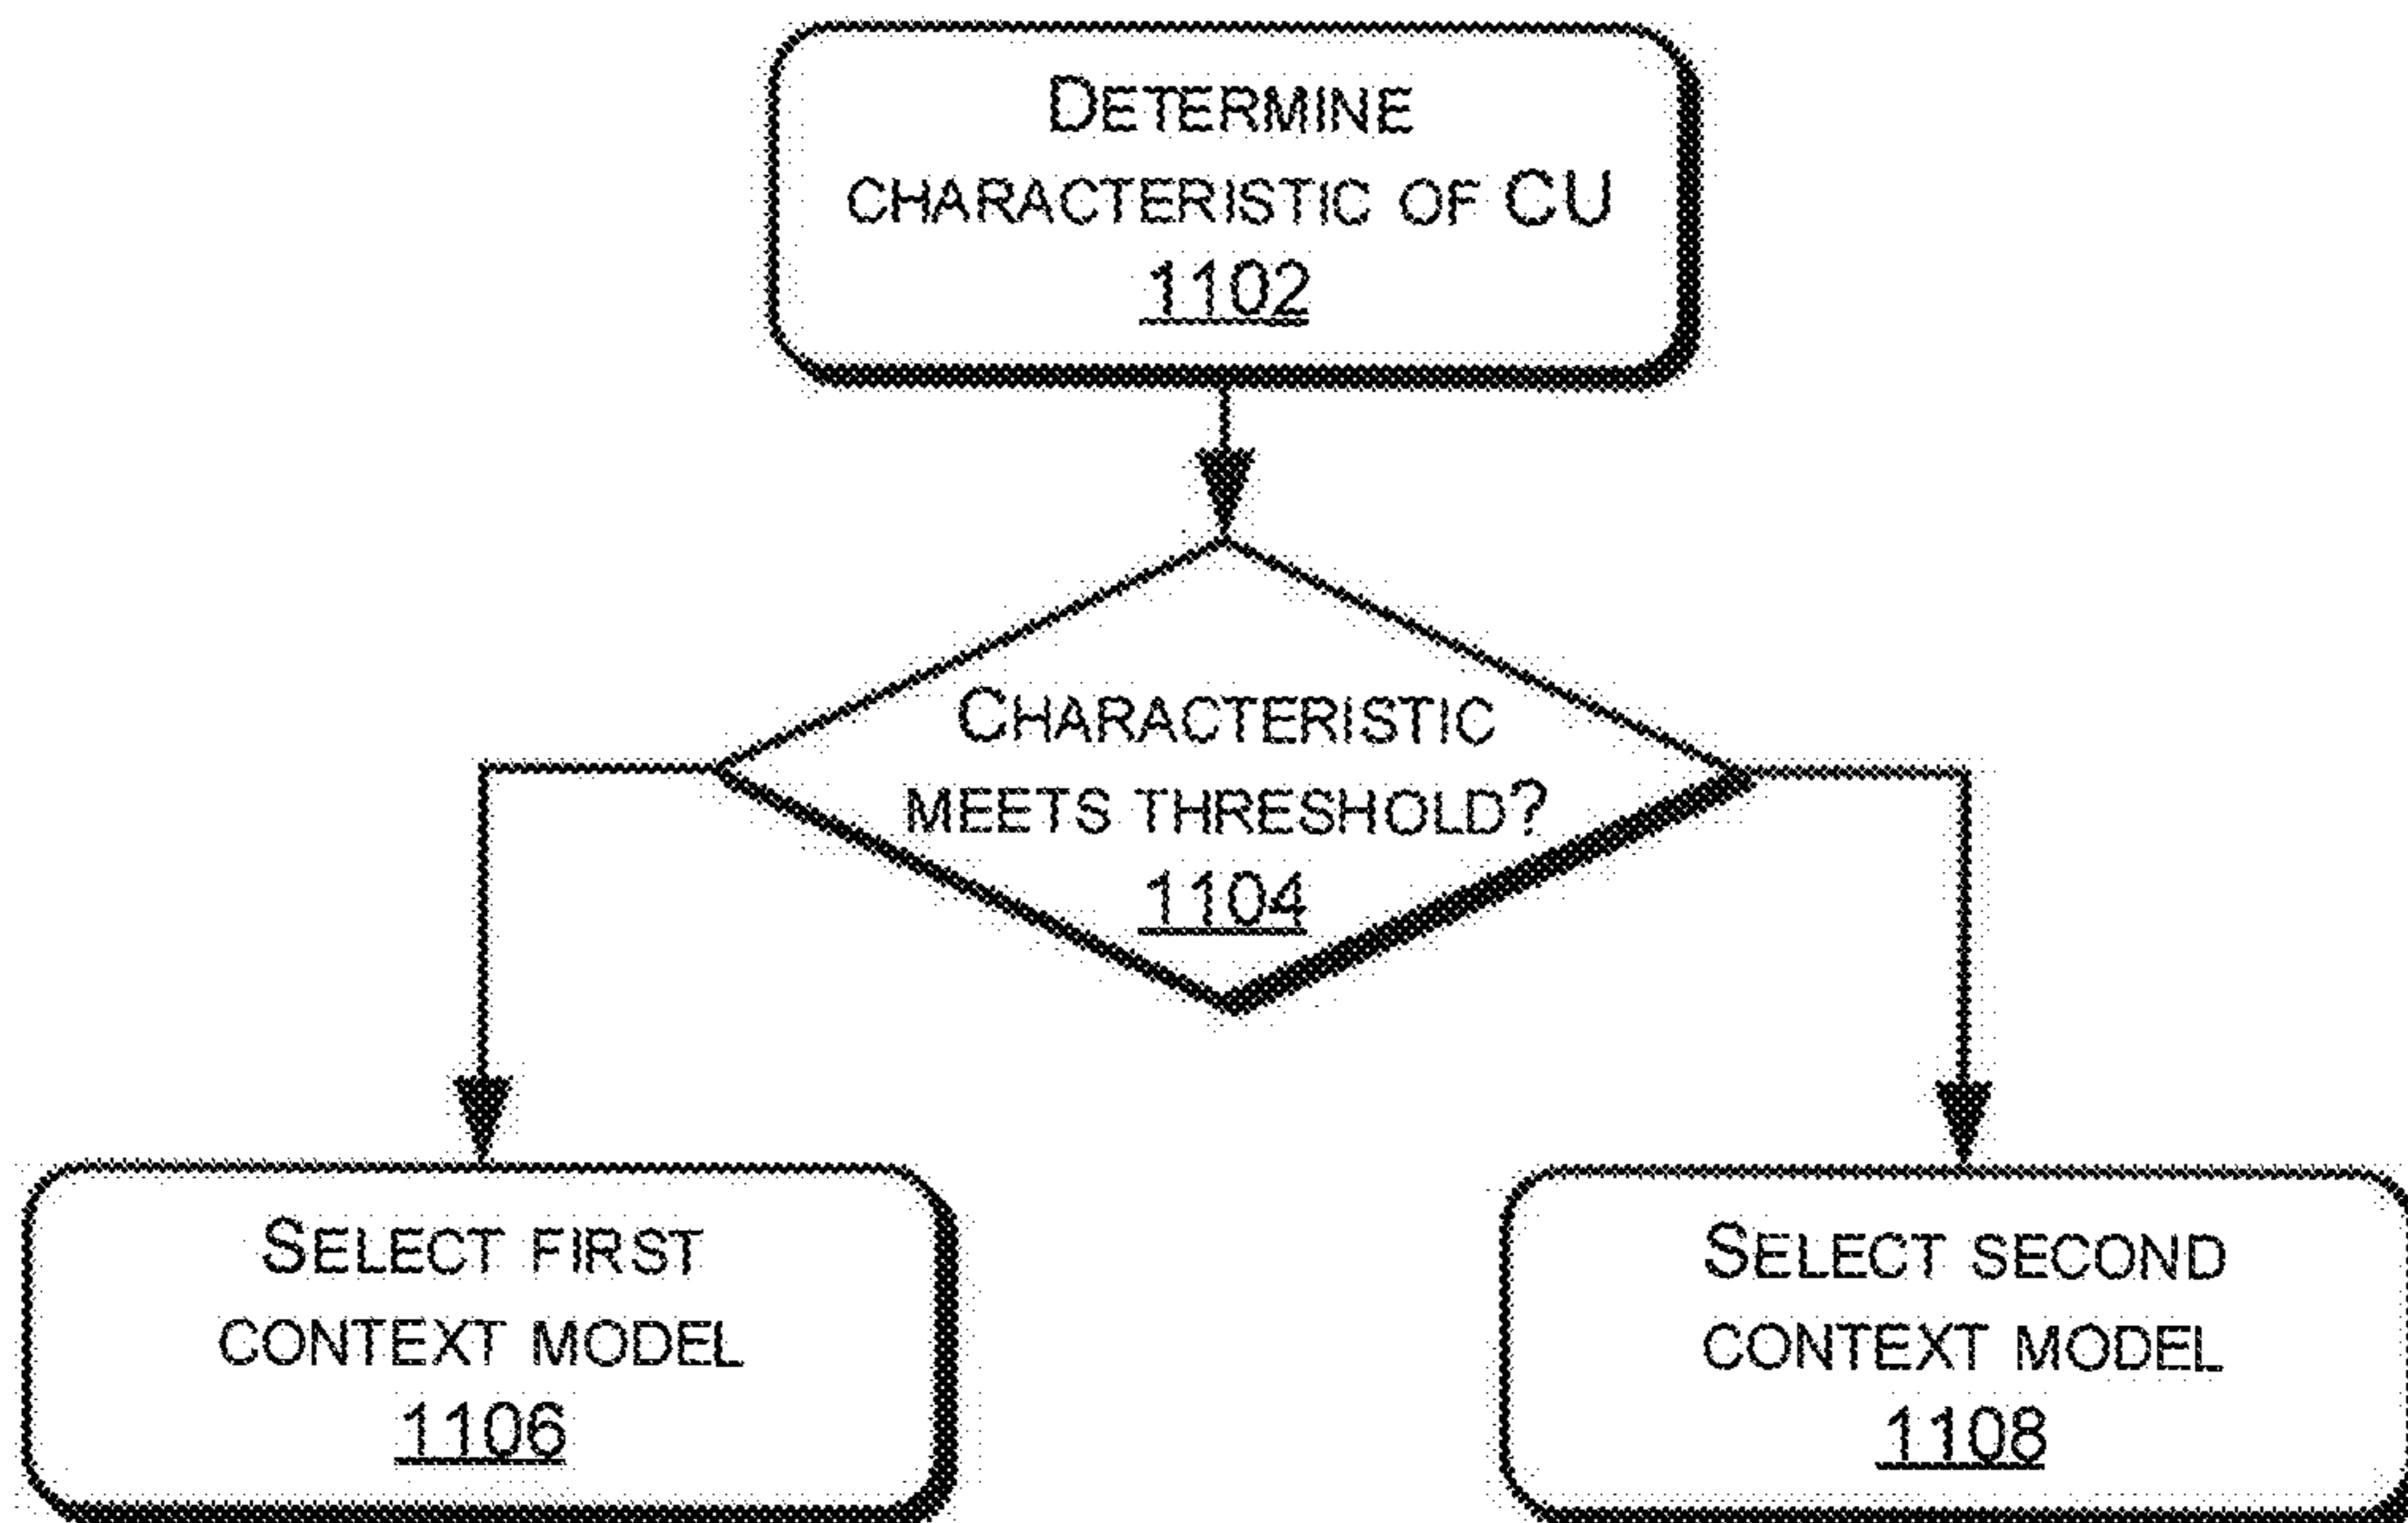 DETERMINE
CHARACTERISTIC OF CU
1102
CHARACTERISTIC
MEETS THRESHOLD?
1104
SELECT FIRST
CONTEXT MODEL
1106
SELECT SECOND
CONTEXT MODEL
1108